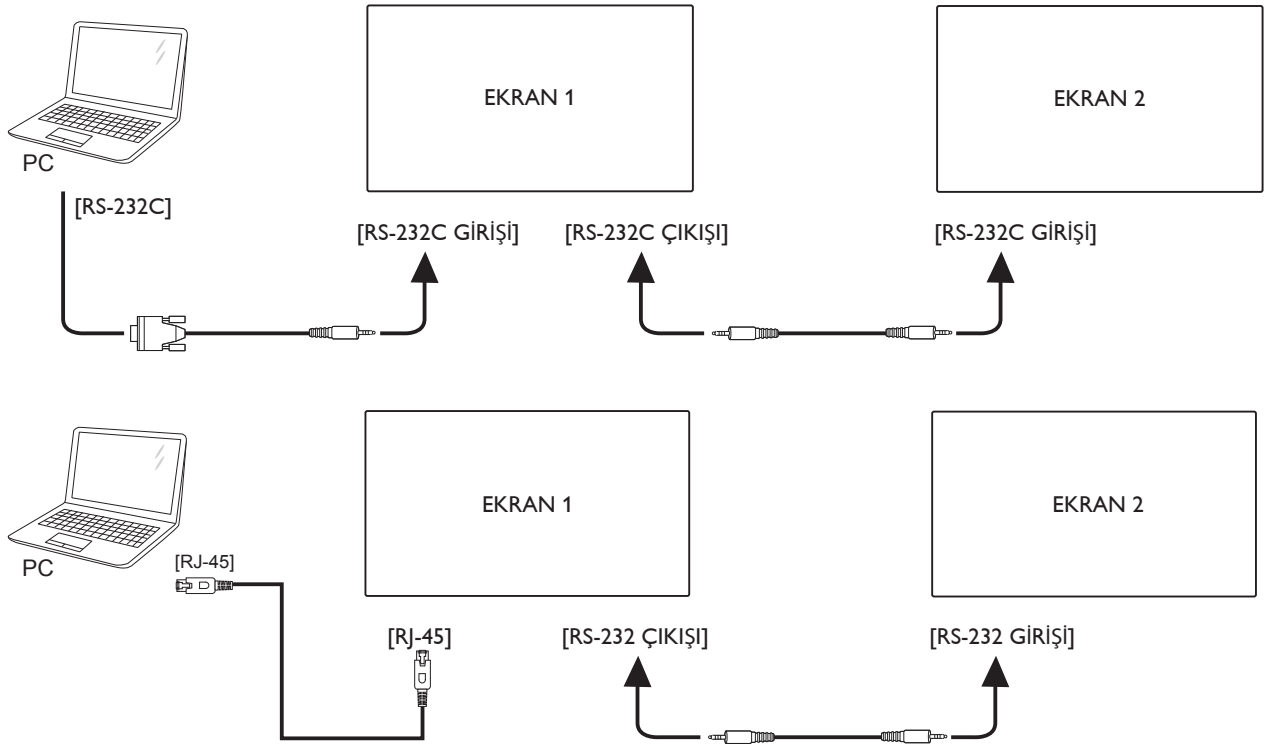 EKRAN 1
EKRAN 2
PC
[RS-232C]
[RS-232C GİRİŞİ]
[RS-232C ÇIKIŞI]
[RS-232C GİRİŞİ]
EKRAN 1
EKRAN 2
PC
[RJ-45]
[RJ-45]
[RS-232 ÇIKIŞI]
[RS-232 GİRİŞİ]